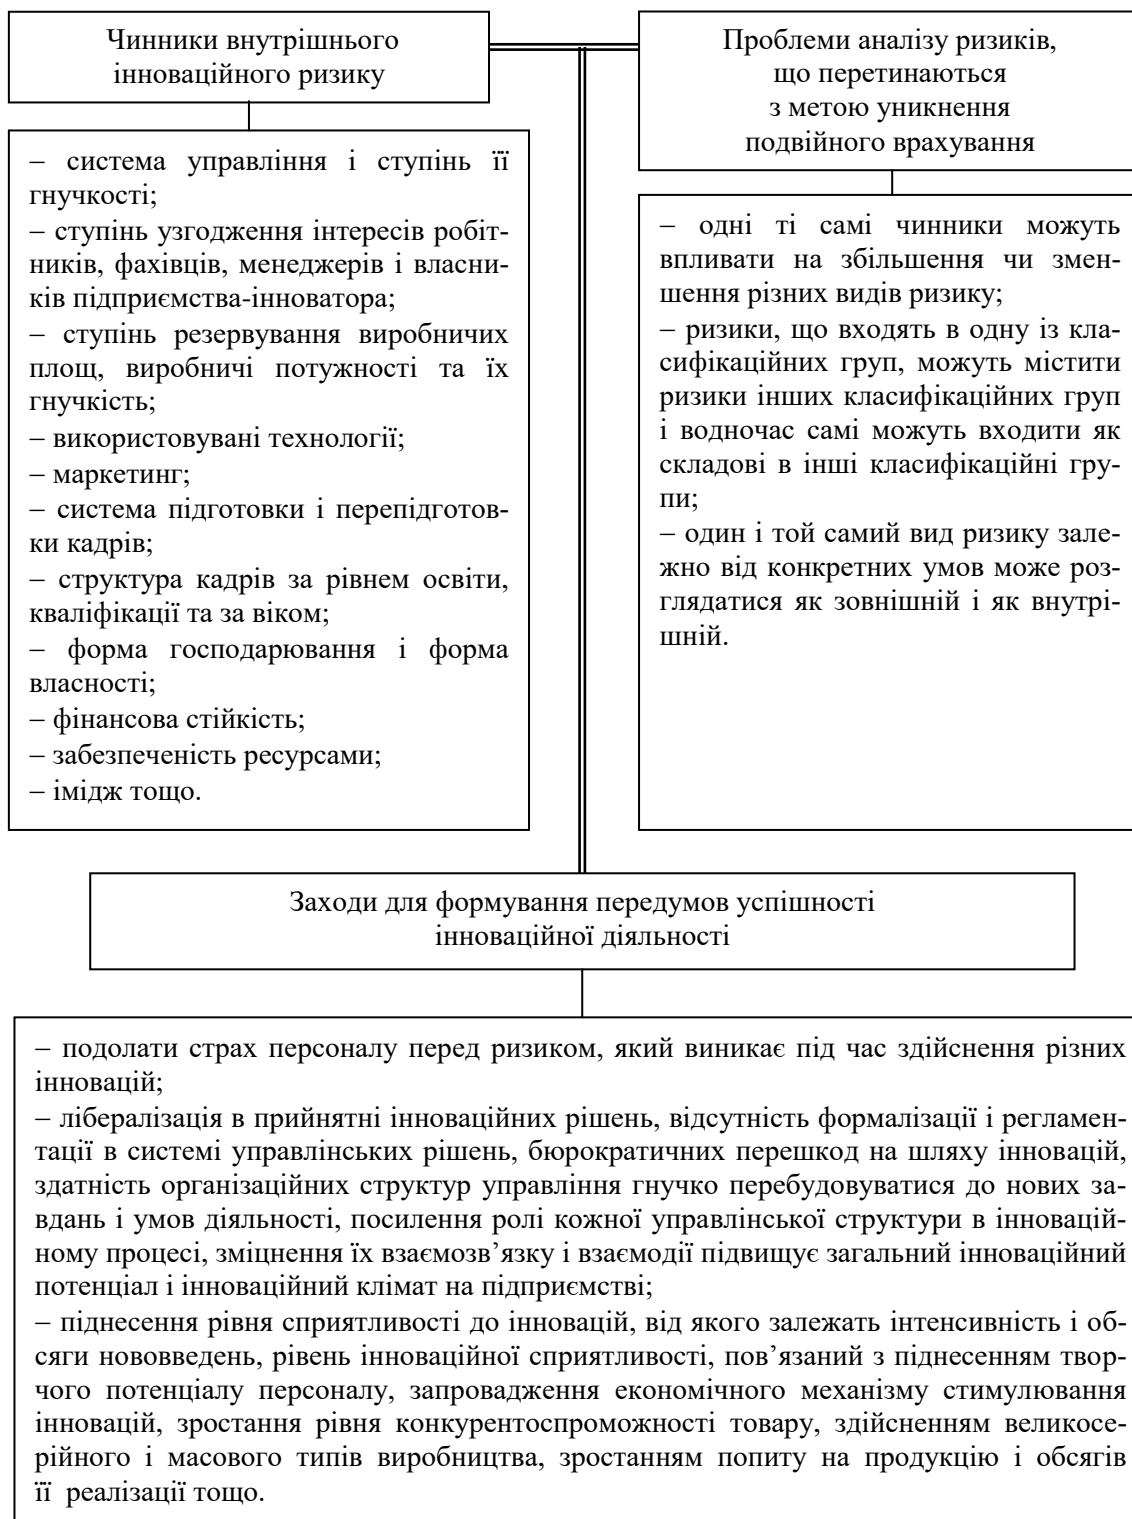 Чинники внутрішнього
інноваційного ризику
– система управління і ступінь її
гнучкості;
– ступінь узгодження інтересів робіт-
ників, фахівців, менеджерів і власни-
ків підприємства-інноватора;
– ступінь резервування виробничих
площ, виробничі потужності та їх
гнучкість;
– використовувані технології;
– маркетинг;
– система підготовки і перепідготов-
ки кадрів;
– структура кадрів за рівнем освіти,
кваліфікації та за віком;
– форма господарювання і форма
власності;
– фінансова стійкість;
– забезпеченість ресурсами;
– імідж тощо.
Проблеми аналізу ризиків,
що перетинаються
з метою уникнення
подвійного врахування
– одні ті самі чинники можуть
впливати на збільшення чи змен-
шення різних видів ризику;
– ризики, що входять в одну із кла-
сифікаційних груп, можуть містити
ризики інших класифікаційних груп
і водночас самі можуть входити як
складові в інші класифікаційні гру-
пи;
– один і той самий вид ризику зале-
жно від конкретних умов може роз-
глядатися як зовнішній і як внутрі-
шній.
Заходи для формування передумов успішності
інноваційної діяльності
– подолати страх персоналу перед ризиком, який виникає під час здійснення різних
інновацій;
– лібералізація в прийнятні інноваційних рішень, відсутність формалізації і регламен-
тації в системі управлінських рішень, бюрократичних перешкод на шляху інновацій,
здатність організаційних структур управління гнучко перебудовуватися до нових за-
вдань і умов діяльності, посилення ролі кожної управлінської структури в інновацій-
ному процесі, зміцнення їх взаємозв’язку і взаємодії підвищує загальний інноваційний
потенціал і інноваційний клімат на підприємстві;
– піднесення рівня сприятливості до інновацій, від якого залежать інтенсивність і об-
сяги нововведень, рівень інноваційної сприятливості, пов’язаний з піднесенням твор-
чого потенціалу персоналу, запровадження економічного механізму стимулювання
інновацій, зростання рівня конкурентоспроможності товару, здійсненням великосе-
рійного і масового типів виробництва, зростанням попиту на продукцію і обсягів
її реалізації тощо.